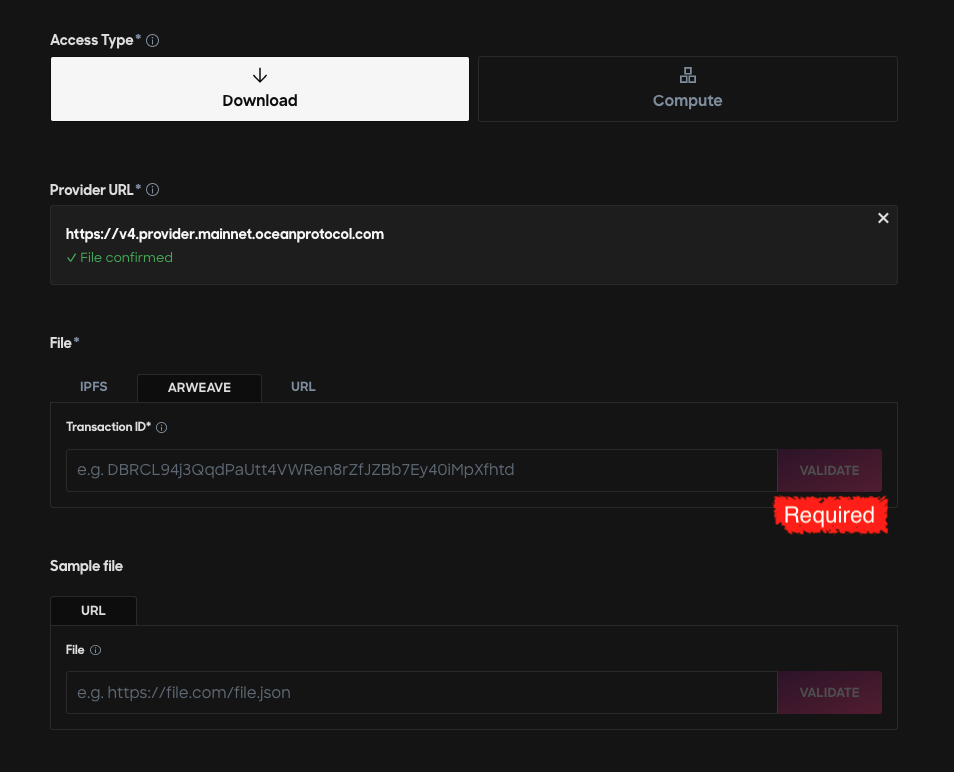 Access Type*
Download
Compute
Provider URL*
https://v4.provider.mainnet.oceanprotocol.com
✓ File confirmed
File*
IPFS ARWEAVE URL
Transaction ID*
e.g. DBRCL94j3QqdPaUtt4VWRen8rZfJZBb7Ey40iMpXfhtd VALIDATE
Required
Sample file
URL
File
e.g. https://file.com/file.json VALIDATE